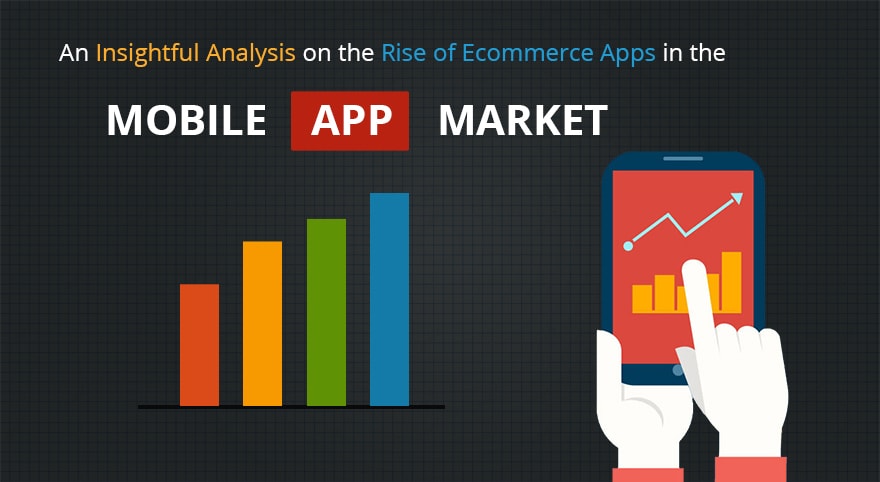 An Insightful Analysis on the Rise of Ecommerce Apps in the
MOBILE APP MARKET